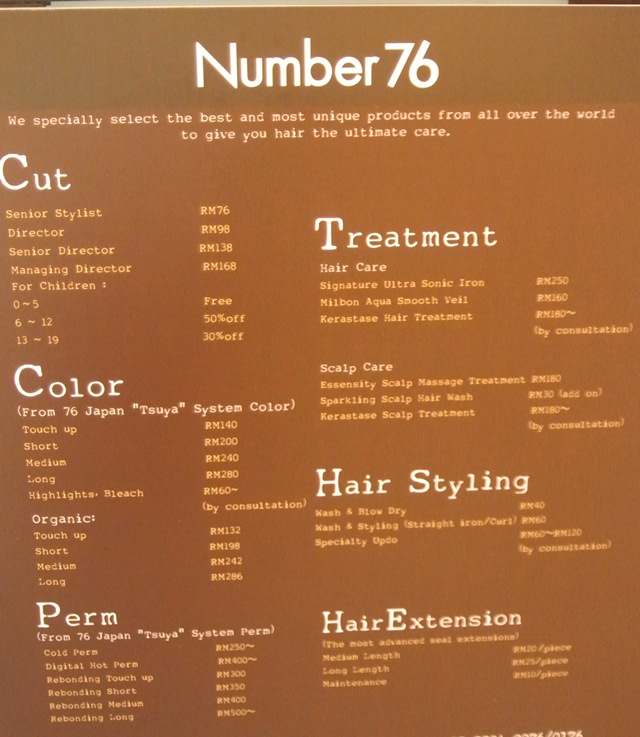 Number 76
We specially select the best and most unique products from all over the world
to give you hair the ultimate care.
Cut
Senior Stylist RM76
Director RM98
Senior Director RM138
Managing Director RM168
For Children :
0~5 Free
6 ~ 12 50%off
13 ~ 19 30%off
Color
(From 76 Japan "Tsuya" System Color)
Touch up RM140
Short RM200
Medium RM240
Long RM280
Highlights, Bleach RM60~
(by consultation)
Organic:
Touch up RM132
Short RM198
Medium RM242
Long RM286
Perm
(From 76 Japan "Tsuya" System Perm)
Cold Perm RM250~
Digital Hot Perm RM400~
Rebonding Touch up RM300
Rebonding Short RM350
Rebonding Medium RM400
Rebonding Long RM500~
Treatment
Hair Care
Signature Ultra Sonic Iron RM250
Milbon Aqua Smooth Veil RM160
Kerastase Hair Treatment RM180~
(by consultation)
Scalp Care
Essensity Scalp Massage Treatment RM180
Sparkling Scalp Hair Wash RM30 (add on)
Kerastase Scalp Treatment RM180~
(by consultation)
Hair Styling
Wash & Blow Dry RM40
Wash & Styling (Straight iron/Curl) RM60
Specialty Updo RM60~RM120
(by consultation)
HairExtension
(The most advanced seal extensions)
Medium Length RM20/piece
Long Length RM25/piece
Maintenance RM10/piece